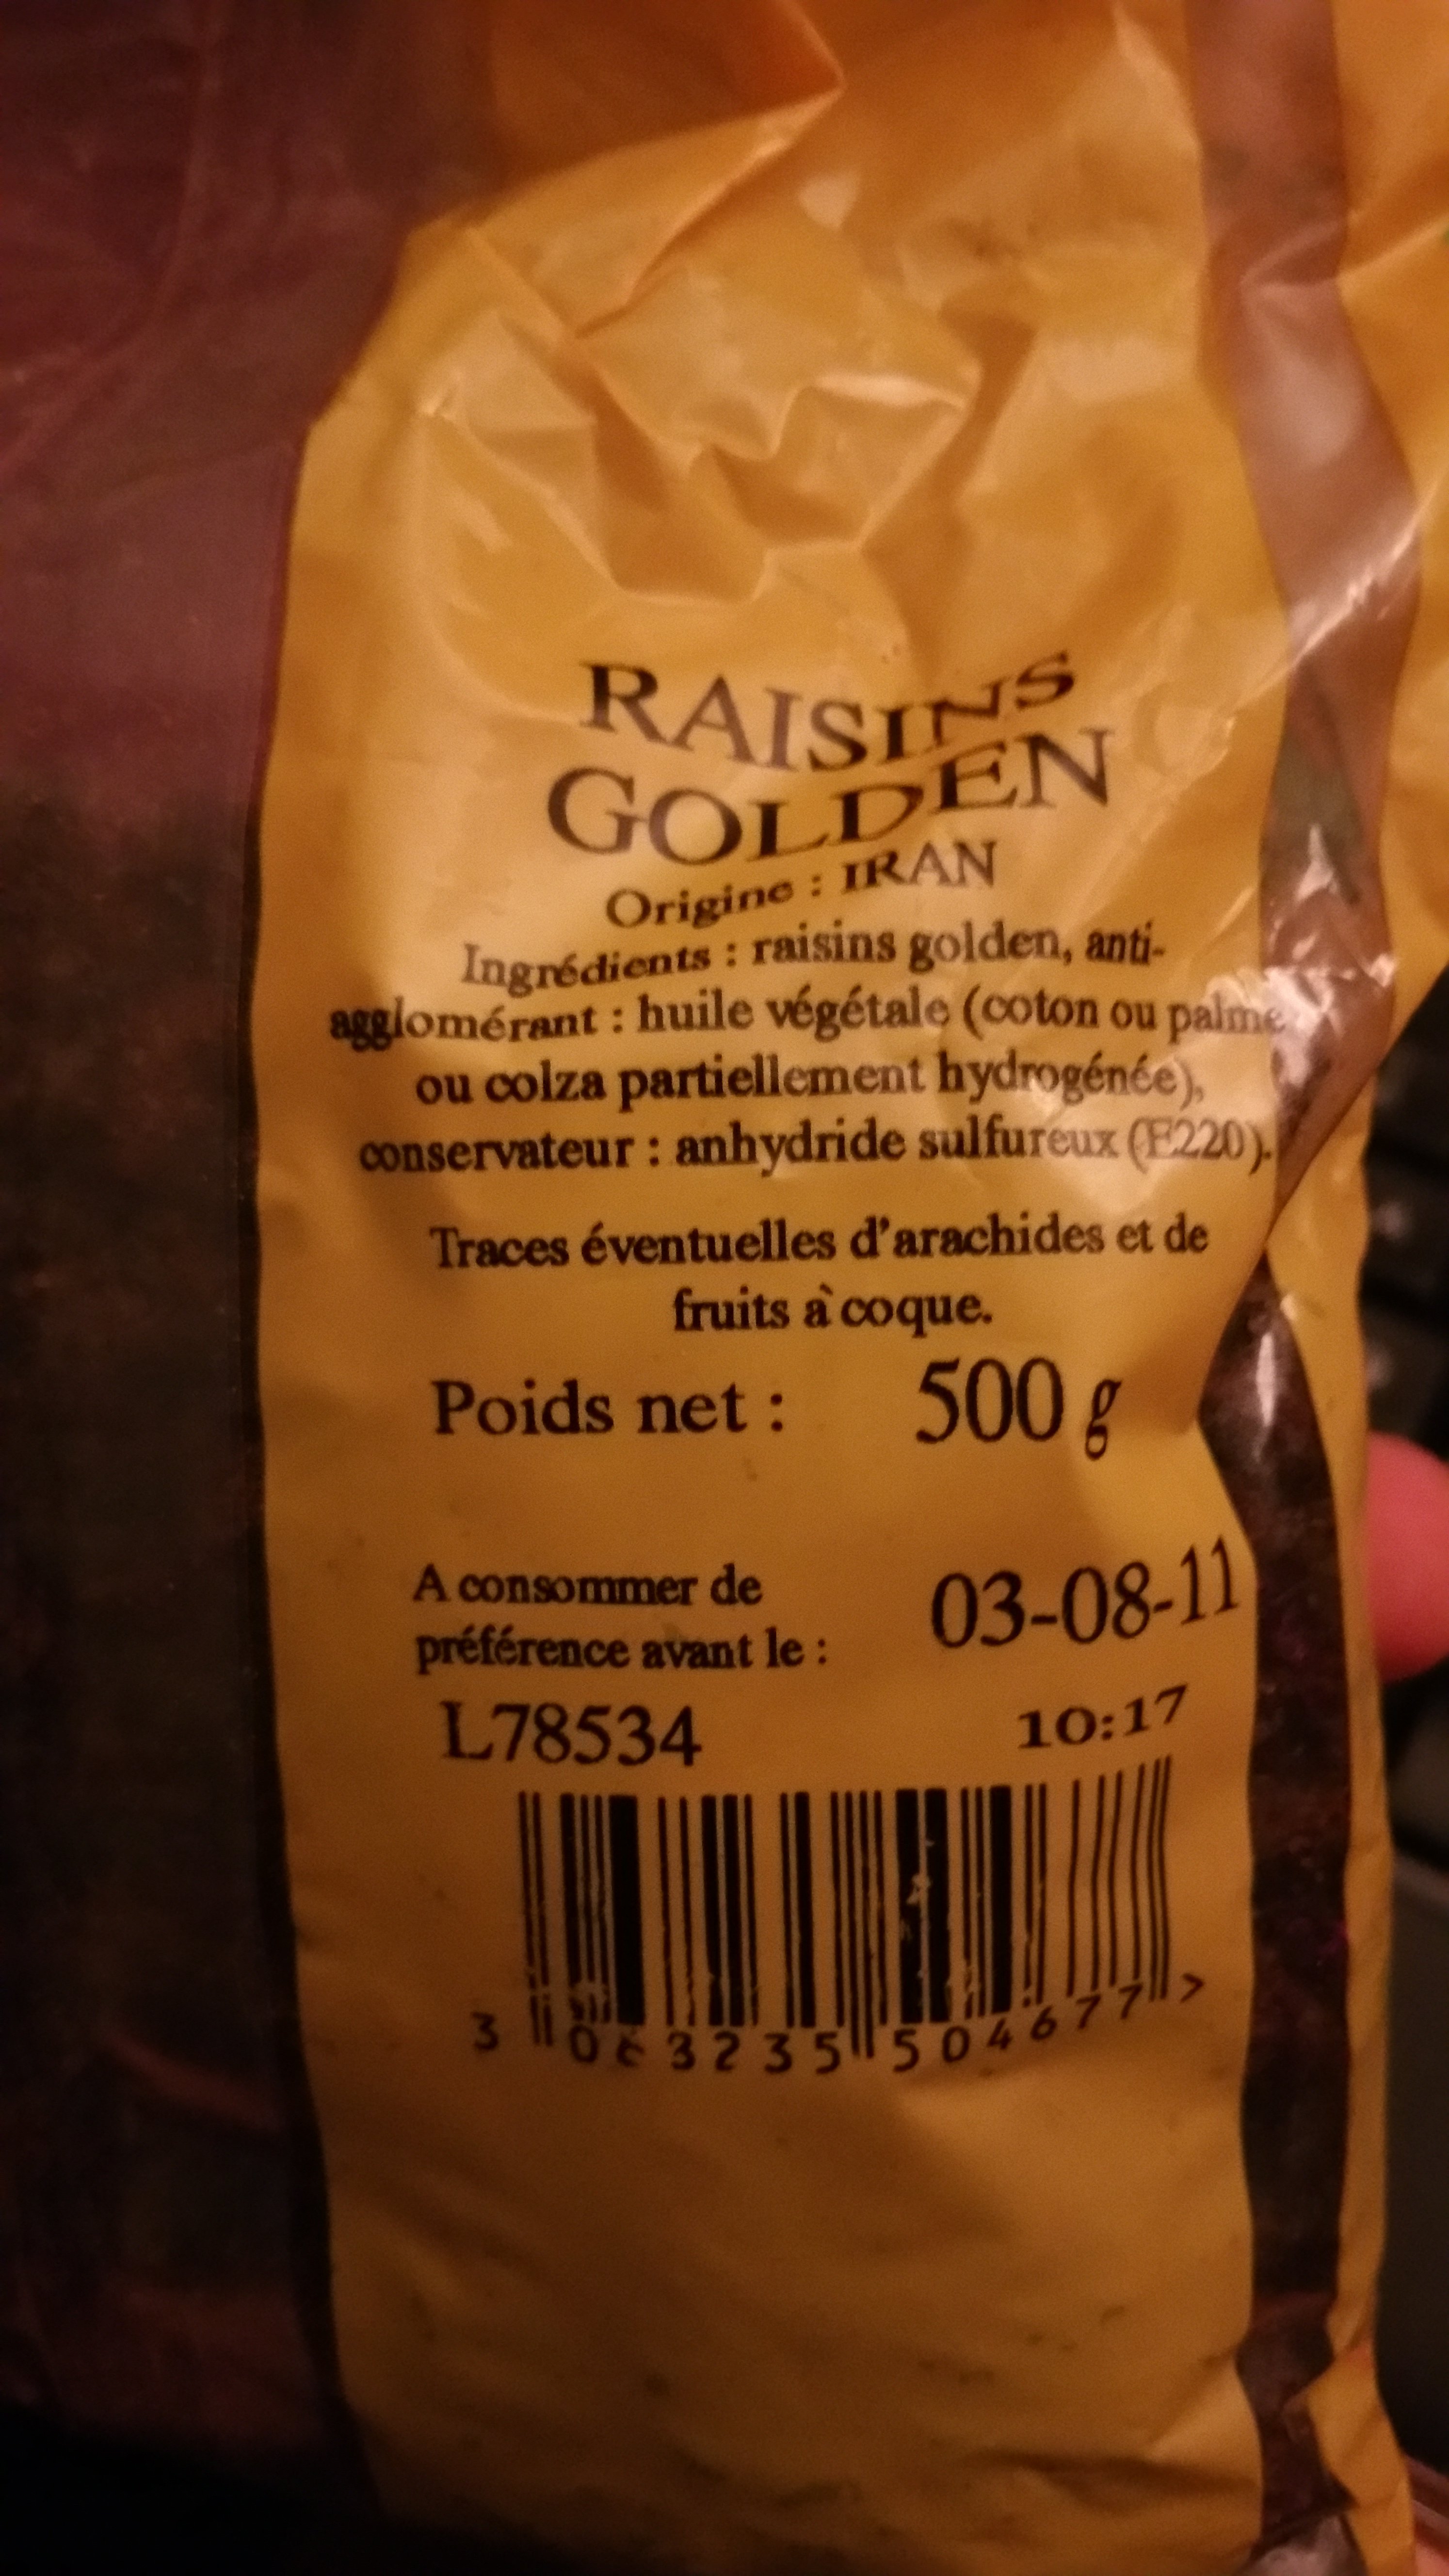 RAISINS
GOLDEN
Origine : IRAN
Ingrédients : raisins golden, anti-
agglomérant : huile végétale (coton ou palme
ou colza partiellement hydrogénée),
conservateur : anhydride sulfureux (E220).
Traces éventuelles d'arachides et de
fruits à coque.
Poids net : 500 g
A consommer de
préférence avant le : 03-08-11
L78534 10:17
3 063235 504677 >